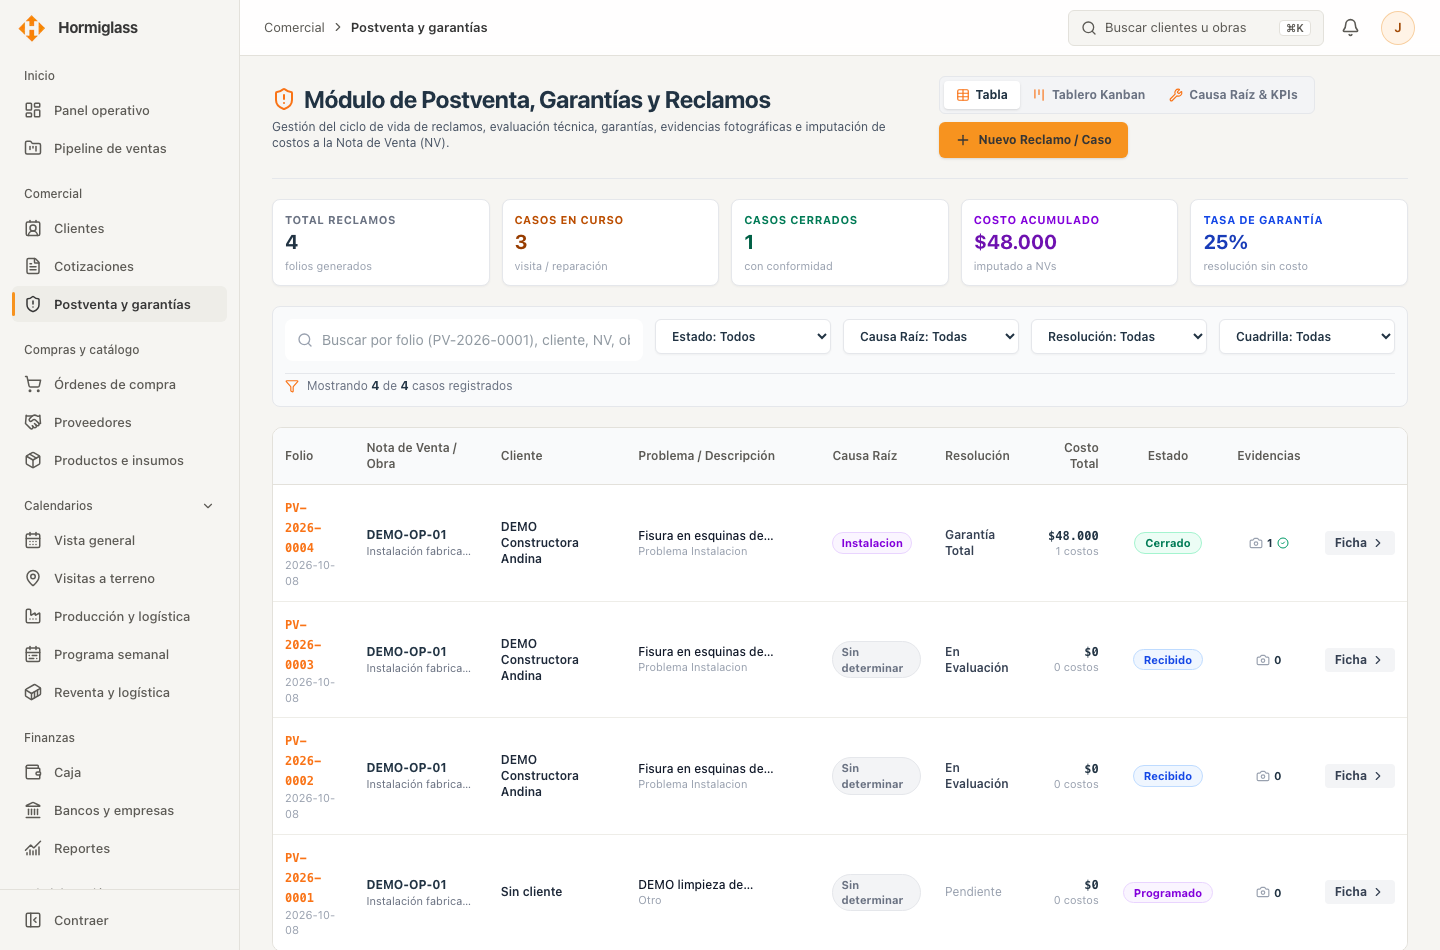 Hormiglass
Inicio
Panel operativo
Pipeline de ventas
Comercial
Clientes
Cotizaciones
Postventa y garantías
Compras y catálogo
Órdenes de compra
Proveedores
Productos e insumos
Calendarios
Vista general
Visitas a terreno
Producción y logística
Programa semanal
Reventa y logística
Finanzas
Caja
Bancos y empresas
Reportes
Contraer
Comercial > Postventa y garantías
Buscar clientes u obras ⌘K
J
Módulo de Postventa, Garantías y Reclamos
Gestión del ciclo de vida de reclamos, evaluación técnica, garantías, evidencias fotográficas e imputación de
costos a la Nota de Venta (NV).
Tabla
Tablero Kanban
Causa Raíz & KPIs
+ Nuevo Reclamo / Caso
TOTAL RECLAMOS
4
folios generados
CASOS EN CURSO
3
visita / reparación
CASOS CERRADOS
1
con conformidad
COSTO ACUMULADO
$48.000
imputado a NVs
TASA DE GARANTÍA
25%
resolución sin costo
Buscar por folio (PV-2026-0001), cliente, NV, ob
Estado: Todos
Causa Raíz: Todas
Resolución: Todas
Cuadrilla: Todas
Mostrando 4 de 4 casos registrados
Folio
Nota de Venta /
Obra
Cliente
Problema / Descripción
Causa Raíz
Resolución
Costo
Total
Estado
Evidencias
PV-
2026-
0004
2026-10-
08
DEMO-OP-01
Instalación fabrica...
DEMO
Constructora
Andina
Fisura en esquinas de...
Problema Instalacion
Instalacion
Garantía
Total
$48.000
1 costos
Cerrado
1
Ficha >
PV-
2026-
0003
2026-10-
08
DEMO-OP-01
Instalación fabrica...
DEMO
Constructora
Andina
Fisura en esquinas de...
Problema Instalacion
Sin
determinar
En
Evaluación
$0
0 costos
Recibido
0
Ficha >
PV-
2026-
0002
2026-10-
08
DEMO-OP-01
Instalación fabrica...
DEMO
Constructora
Andina
Fisura en esquinas de...
Problema Instalacion
Sin
determinar
En
Evaluación
$0
0 costos
Recibido
0
Ficha >
PV-
2026-
0001
2026-10-
08
DEMO-OP-01
Instalación fabrica...
Sin cliente
DEMO limpieza de...
Otro
Sin
determinar
Pendiente
$0
0 costos
Programado
0
Ficha >